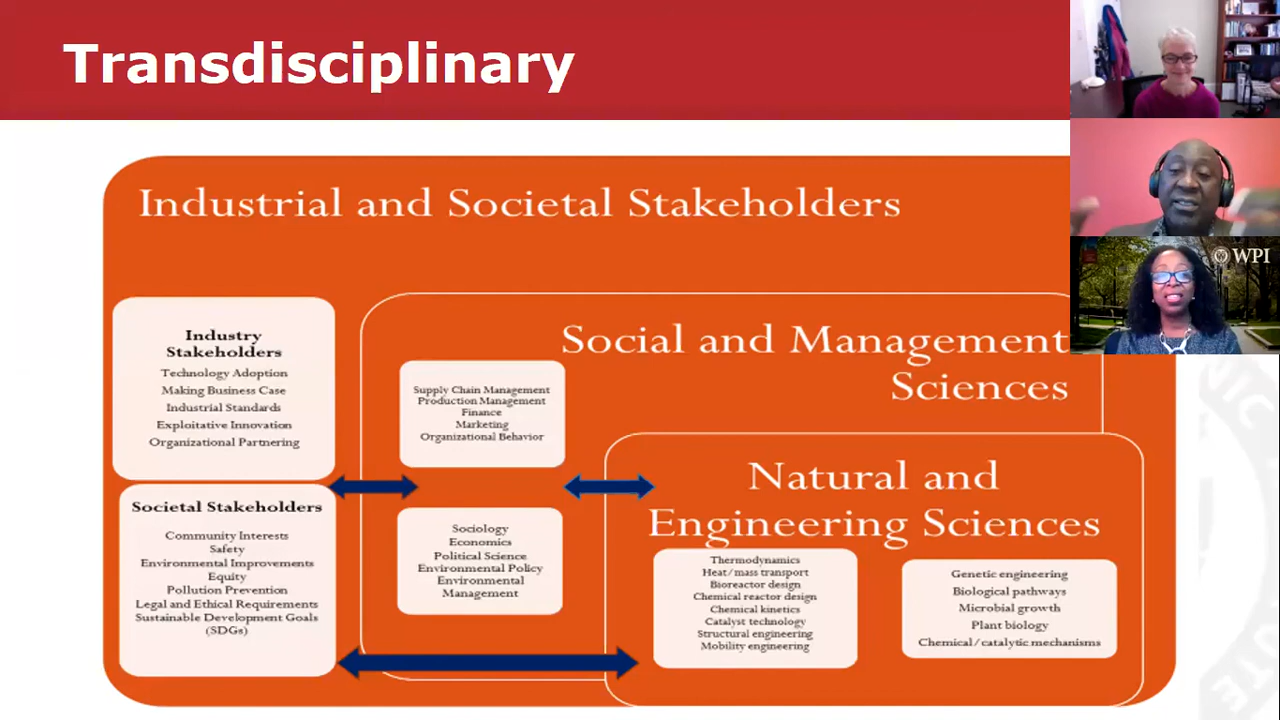 Transdisciplinary
WPI
Industrial and Societal Stakeholders
Industry
Stakeholders
Technology Adoption
Making Business Case
Industrial Standards
Exploitative Innovation
Organizational Partnering
Societal Stakeholders
Community Interests
Safety
Environmental Improvements
Equity
Pollution Prevention
Legal and Ethical Requirements
Sustainable Development Goals
(SDGs)
Social and Management
Sciences
Supply Chain Management
Production Management
Finance
Marketing
Organizational Behavior
Sociology
Economics
Political Science
Environmental Policy
Environmental
Management
Natural and
Engineering Sciences
Thermodynamics
Heat/mass transport
Bioreactor design
Chemical reactor design
Chemical kinetics
Catalyst technology
Structural engineering
Mobility engineering
Genetic engineering
Biological pathways
Microbial growth
Plant biology
Chemical/catalytic mechanisms